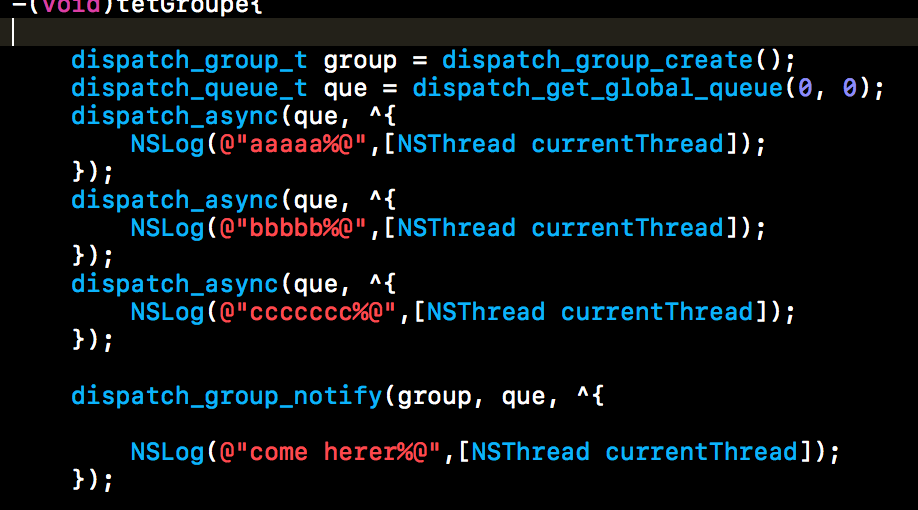 -(void)tetGroupe{
dispatch_group_t group = dispatch_group_create();
dispatch_queue_t que = dispatch_get_global_queue(0, 0);
dispatch_async(que, ^{
NSLog(@"aaaaa%@",[NSThread currentThread]);
});
dispatch_async(que, ^{
NSLog(@"bbbbb%@",[NSThread currentThread]);
});
dispatch_async(que, ^{
NSLog(@"ccccccc%@",[NSThread currentThread]);
});
dispatch_group_notify(group, que, ^{
NSLog(@"come herer%@",[NSThread currentThread]);
});